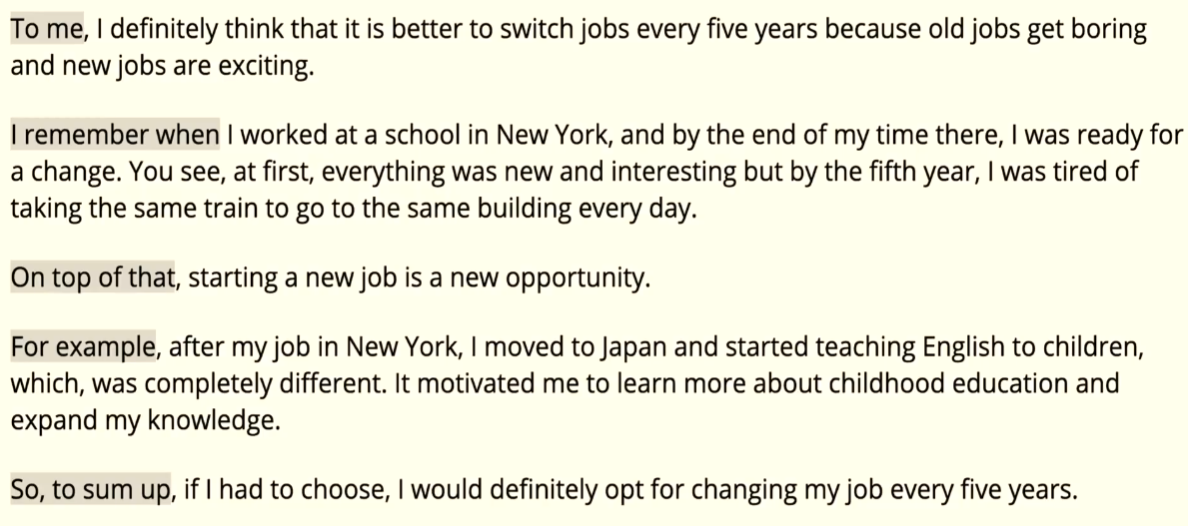 To me, I definitely think that it is better to switch jobs every five years because old jobs get boring
and new jobs are exciting.
I remember when I worked at a school in New York, and by the end of my time there, I was ready for
a change. You see, at first, everything was new and interesting but by the fifth year, I was tired of
taking the same train to go to the same building every day.
On top of that, starting a new job is a new opportunity.
For example, after my job in New York, I moved to Japan and started teaching English to children,
which, was completely different. It motivated me to learn more about childhood education and
expand my knowledge.
So, to sum up, if I had to choose, I would definitely opt for changing my job every five years.